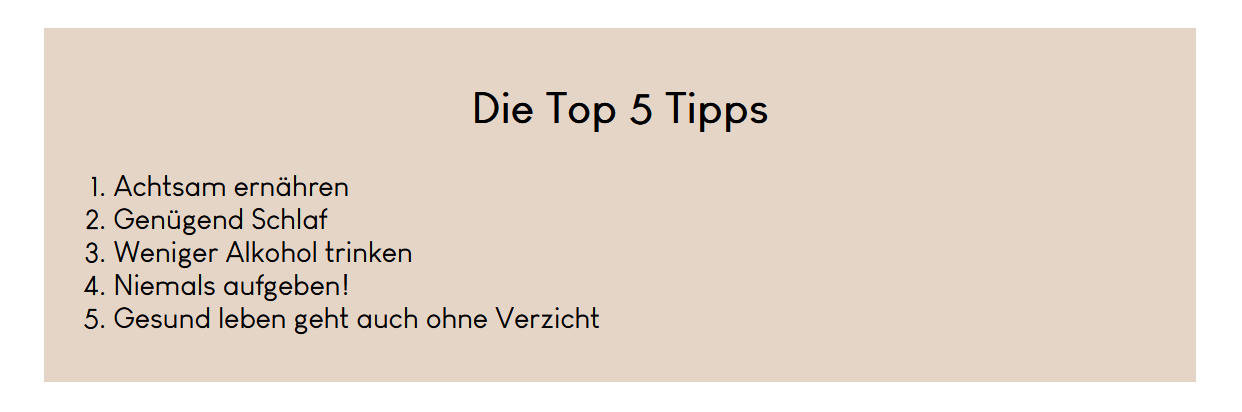 Die Top 5 Tipps
1. Achtsam ernähren
2. Genügend Schlaf
3. Weniger Alkohol trinken
4. Niemals aufgeben!
5. Gesund leben geht auch ohne Verzicht